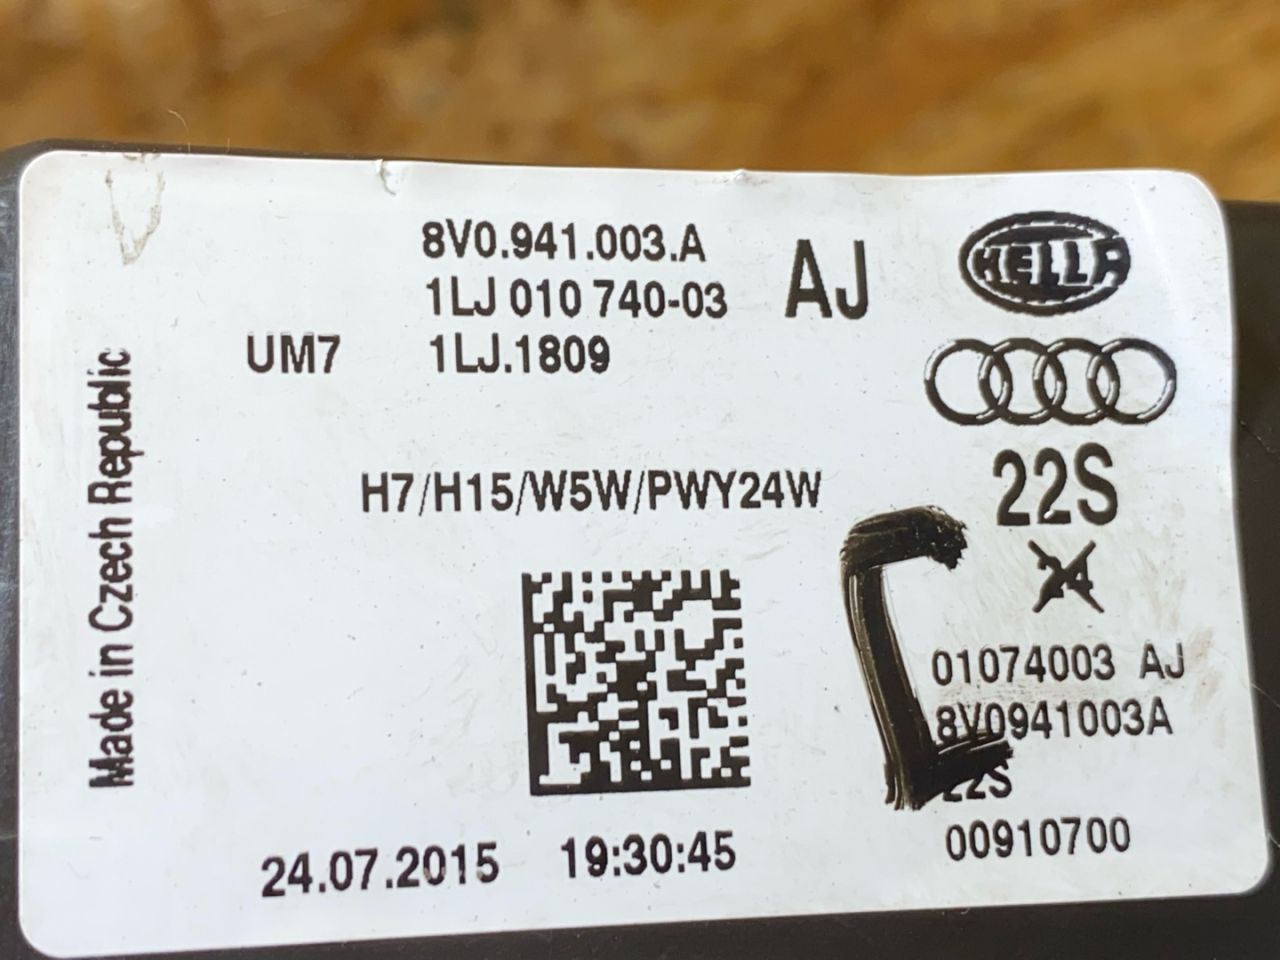 8V0.941.003.A
1LJ 010 740-03
AJ
HELLA
UM7
1LJ.1809
H7/H15/W5W/PWY24W
22S
24
Made in Czech Republic
01074003 AJ
8V0941003A
22S
00910700
24.07.2015 19:30:45